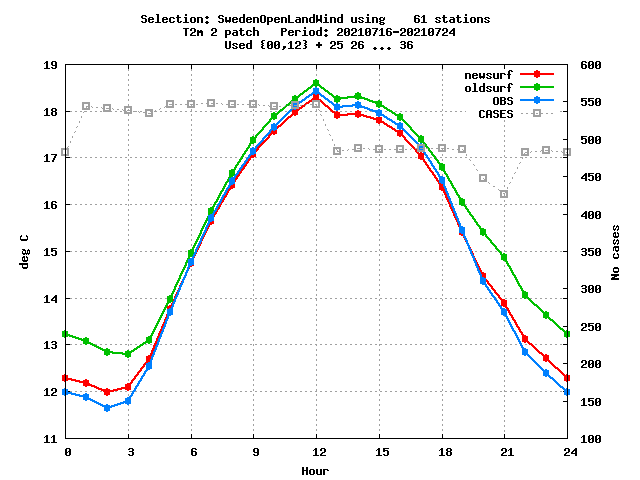 Selection: SwedenOpenLandWind using    61 stations
T2m 2 patch   Period: 20210716-20210724
Used {00,12} + 25 26 ... 36
newsurf
oldsurf
OBS
CASES
19
18
17
16
15
14
13
12
11
deg C
600
550
500
450
400
350
300
250
200
150
100
No cases
0 3 6 9 12 15 18 21 24
Hour